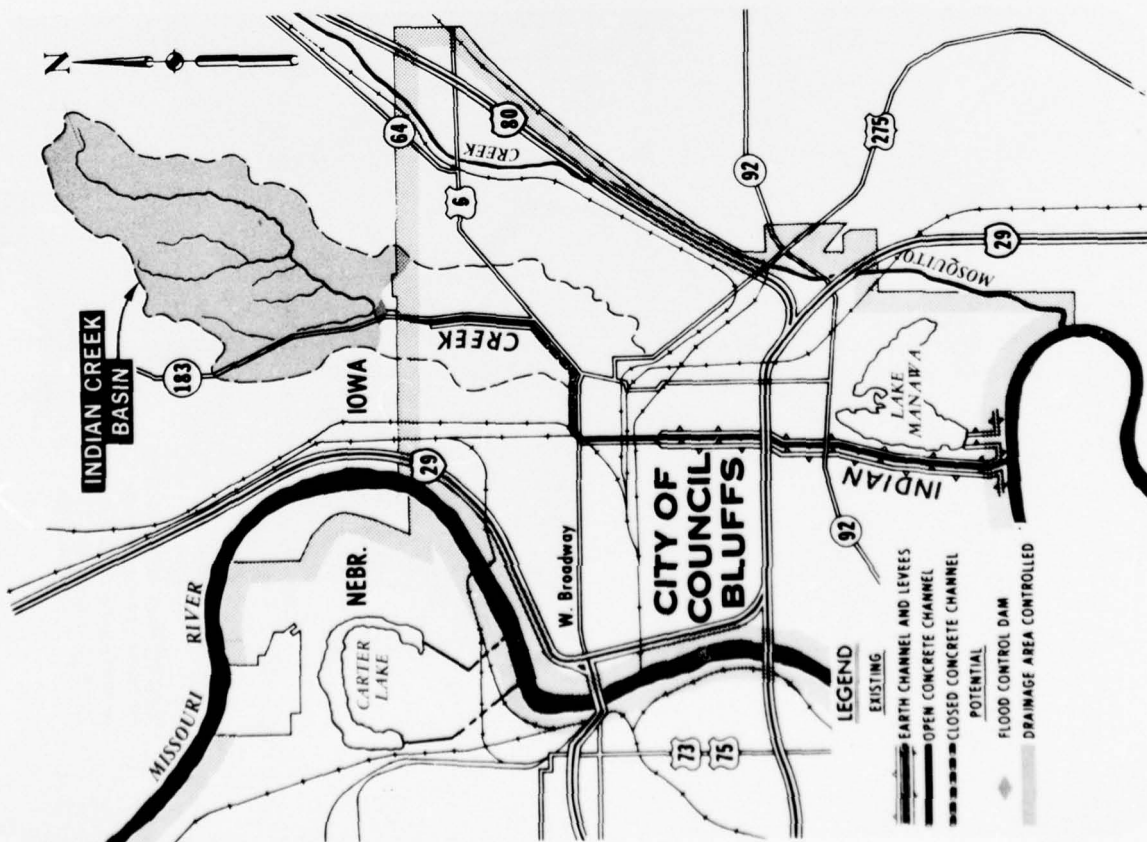 N
INDIAN CREEK
BASIN
183
IOWA
64
80
CREEK
6
CREEK
MISSOURI
RIVER
NEBR.
CARTER
LAKE
29
W. Broadway
CITY OF
COUNCIL
BLUFFS
92
275
29
MOSQUITO
LAKE
MANAWA
INDIAN
92
73
75
LEGEND
EXISTING
EARTH CHANNEL AND LEVEES
OPEN CONCRETE CHANNEL
CLOSED CONCRETE CHANNEL
POTENTIAL
FLOOD CONTROL DAM
DRAINAGE AREA CONTROLLED